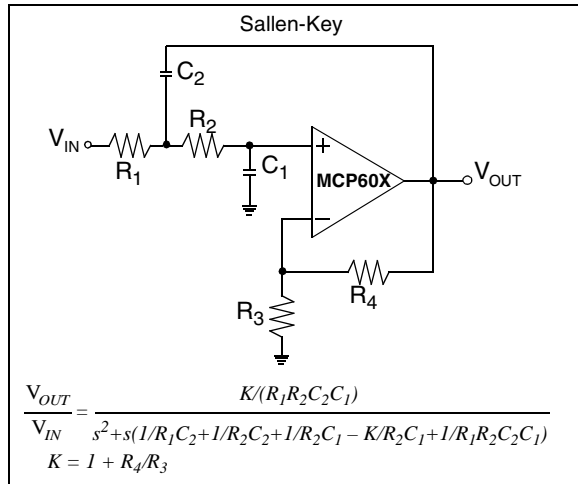 Sallen-Key
C2
VIN
R1
R2
C1
MCP60X
VOUT
R4
R3
VOUT/VIN = K/(R1R2C2C1) / s²+s(1/R1C2+1/R2C2+1/R2C1 – K/R2C1+1/R1R2C2C1)
K = 1 + R4/R3